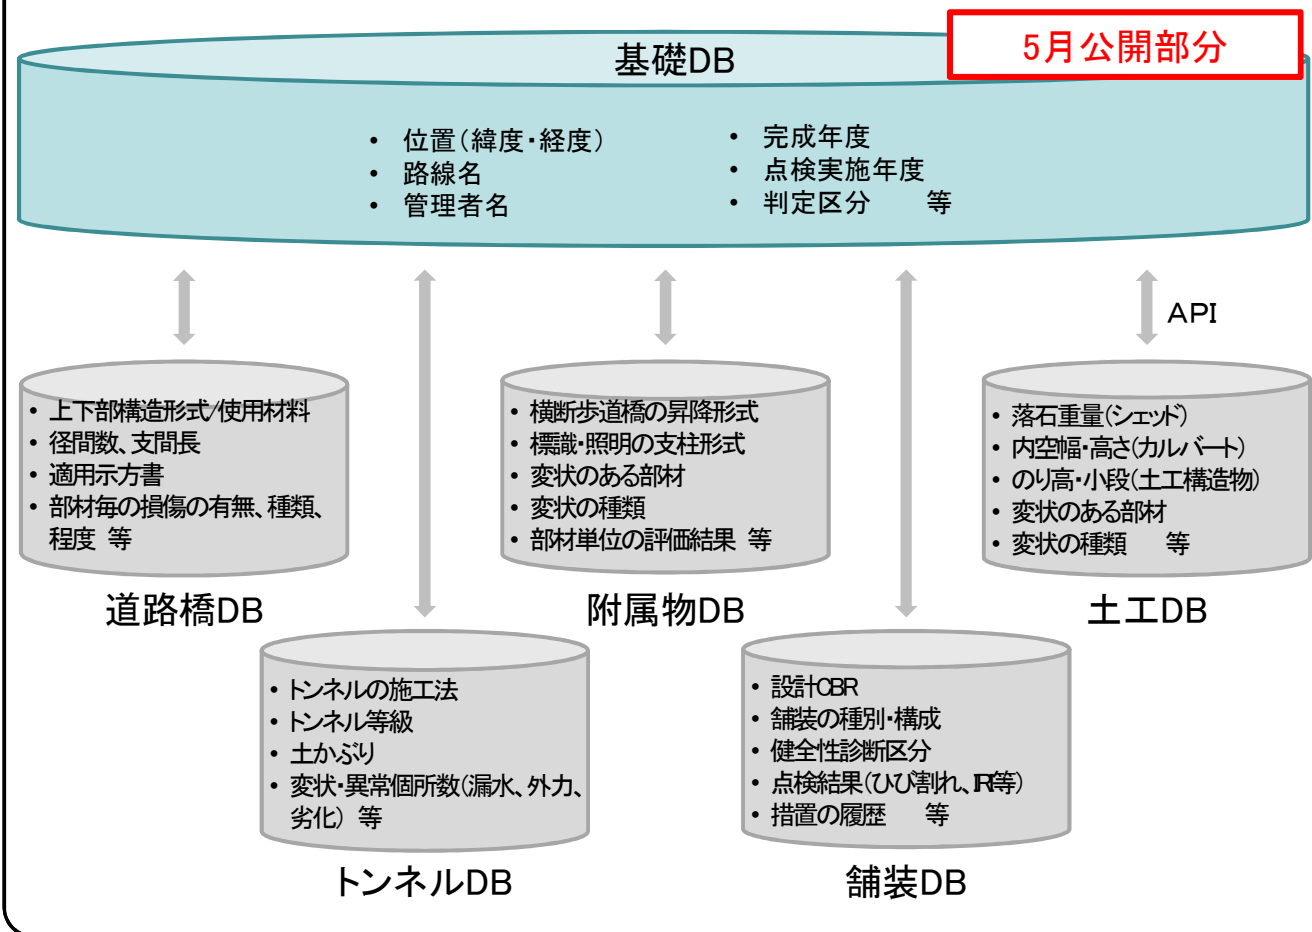 5月公開部分
基礎DB
• 位置(緯度・経度)
• 路線名
• 管理者名
• 完成年度
• 点検実施年度
• 判定区分 等
API
• 上下部構造形式/使用材料
• 径間数、支間長
• 適用示方書
• 部材毎の損傷の有無、種類、
程度 等
道路橋DB
• 横断歩道橋の昇降形式
• 標識・照明の支柱形式
• 変状のある部材
• 変状の種類
• 部材単位の評価結果 等
附属物DB
• 落石重量(シェッド)
• 内空幅・高さ(カルバート)
• のり高・小段(土工構造物)
• 変状のある部材
• 変状の種類 等
土工DB
• トンネルの施工法
• トンネル等級
• 土かぶり
• 変状・異常個所数(漏水、外力、
劣化) 等
トンネルDB
• 設計CBR
• 舗装の種別・構成
• 健全性診断区分
• 点検結果(ひび割れ、IRI等)
• 措置の履歴 等
舗装DB